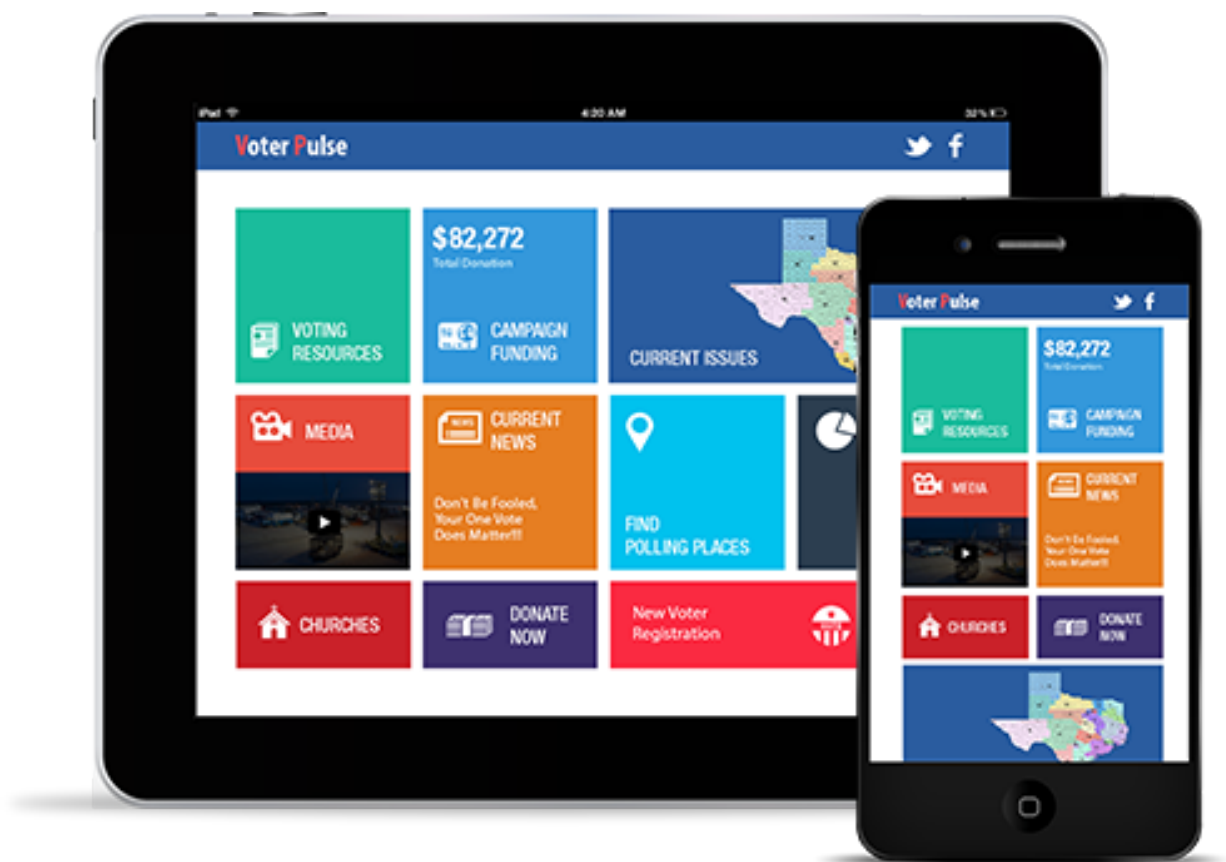 iPad
4:20 AM
32%
Voter Pulse
$82,272
Total Donation
VOTING
RESOURCES
CAMPAIGN
FUNDING
CURRENT ISSUES
MEDIA
NEWS
CURRENT
NEWS
Don't Be Fooled,
Your One Vote
Does Matter!!!
FIND
POLLING PLACES
CHURCHES
DONATE
NOW
New Voter
Registration
Voter Pulse
$82,272
Total Donation
VOTING
RESOURCES
CAMPAIGN
FUNDING
MEDIA
CURRENT
NEWS
Don't Be Fooled,
Your One Vote
Does Matter!!!
CHURCHES
DONATE
NOW